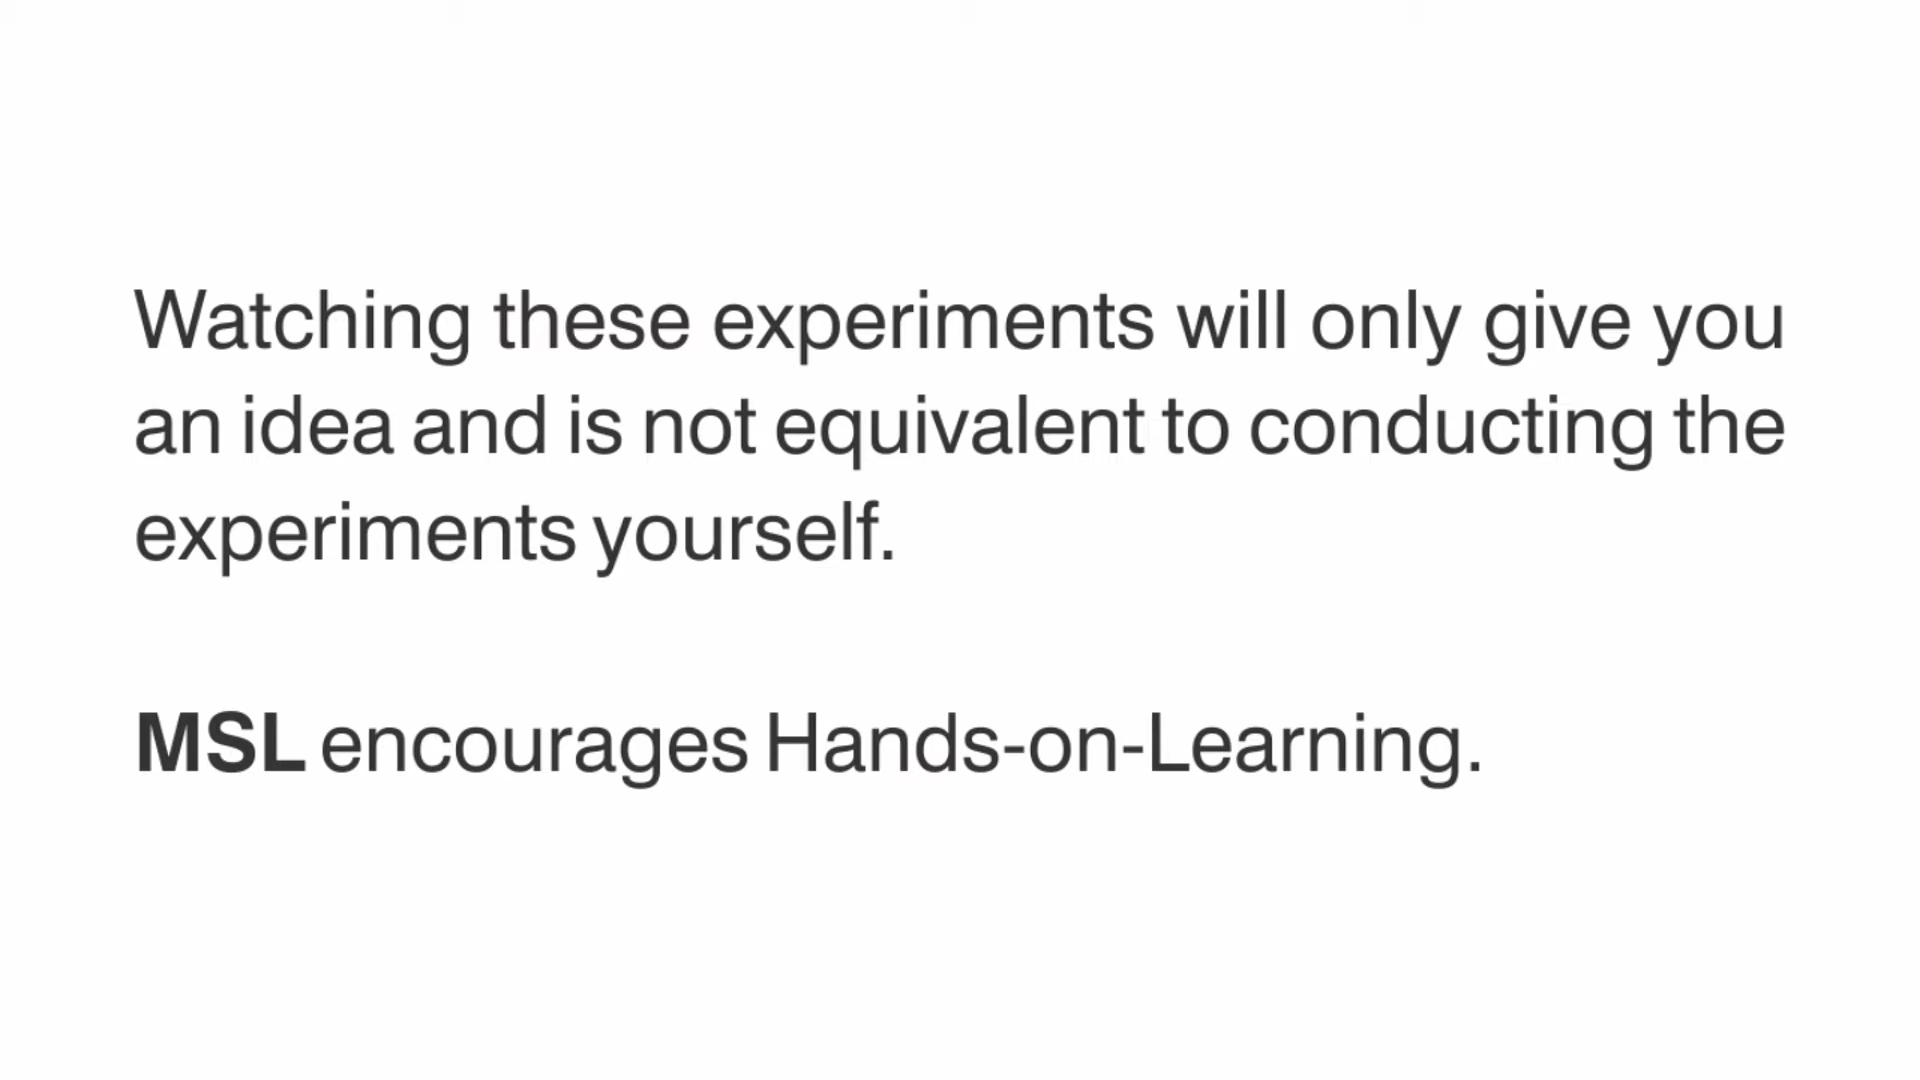 Watching these experiments will only give you
an idea and is not equivalent to conducting the
experiments yourself.
MSL encourages Hands-on-Learning.